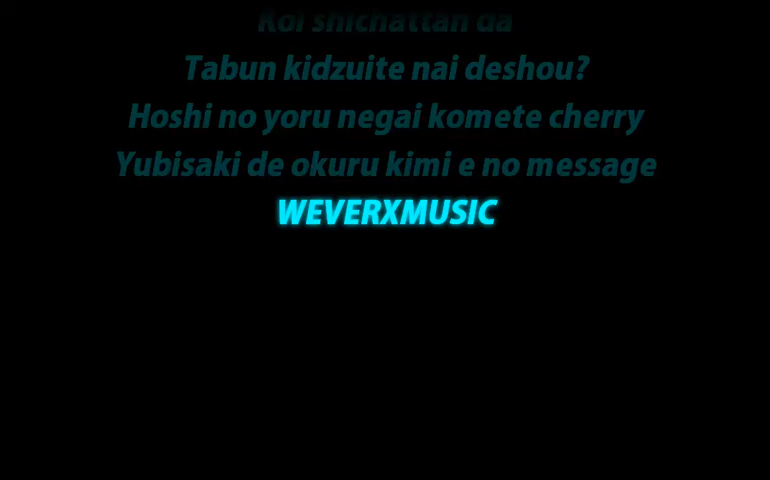 Koi shichattan da
Tabun kidzuite nai deshou?
Hoshi no yoru negai komete cherry
Yubisaki de okuru kimi e no message
WEVERXMUSIC